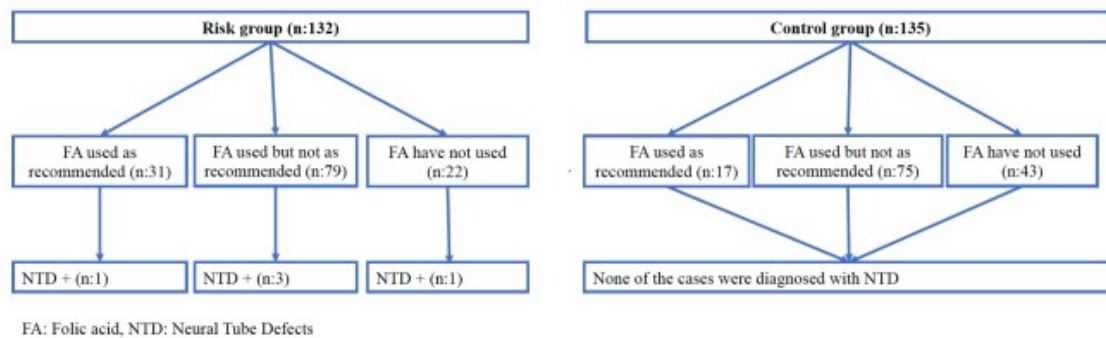 Risk group (n:132)
Control group (n:135)
FA used as
recommended (n:31)
FA used but not as
recommended (n:79)
FA have not used
(n:22)
FA used as
recommended (n:17)
FA used but not as
recommended (n:75)
FA have not used
(n:43)
NTD + (n:1)
NTD + (n:3)
NTD + (n:1)
None of the cases were diagnosed with NTD
FA: Folic acid, NTD: Neural Tube Defects